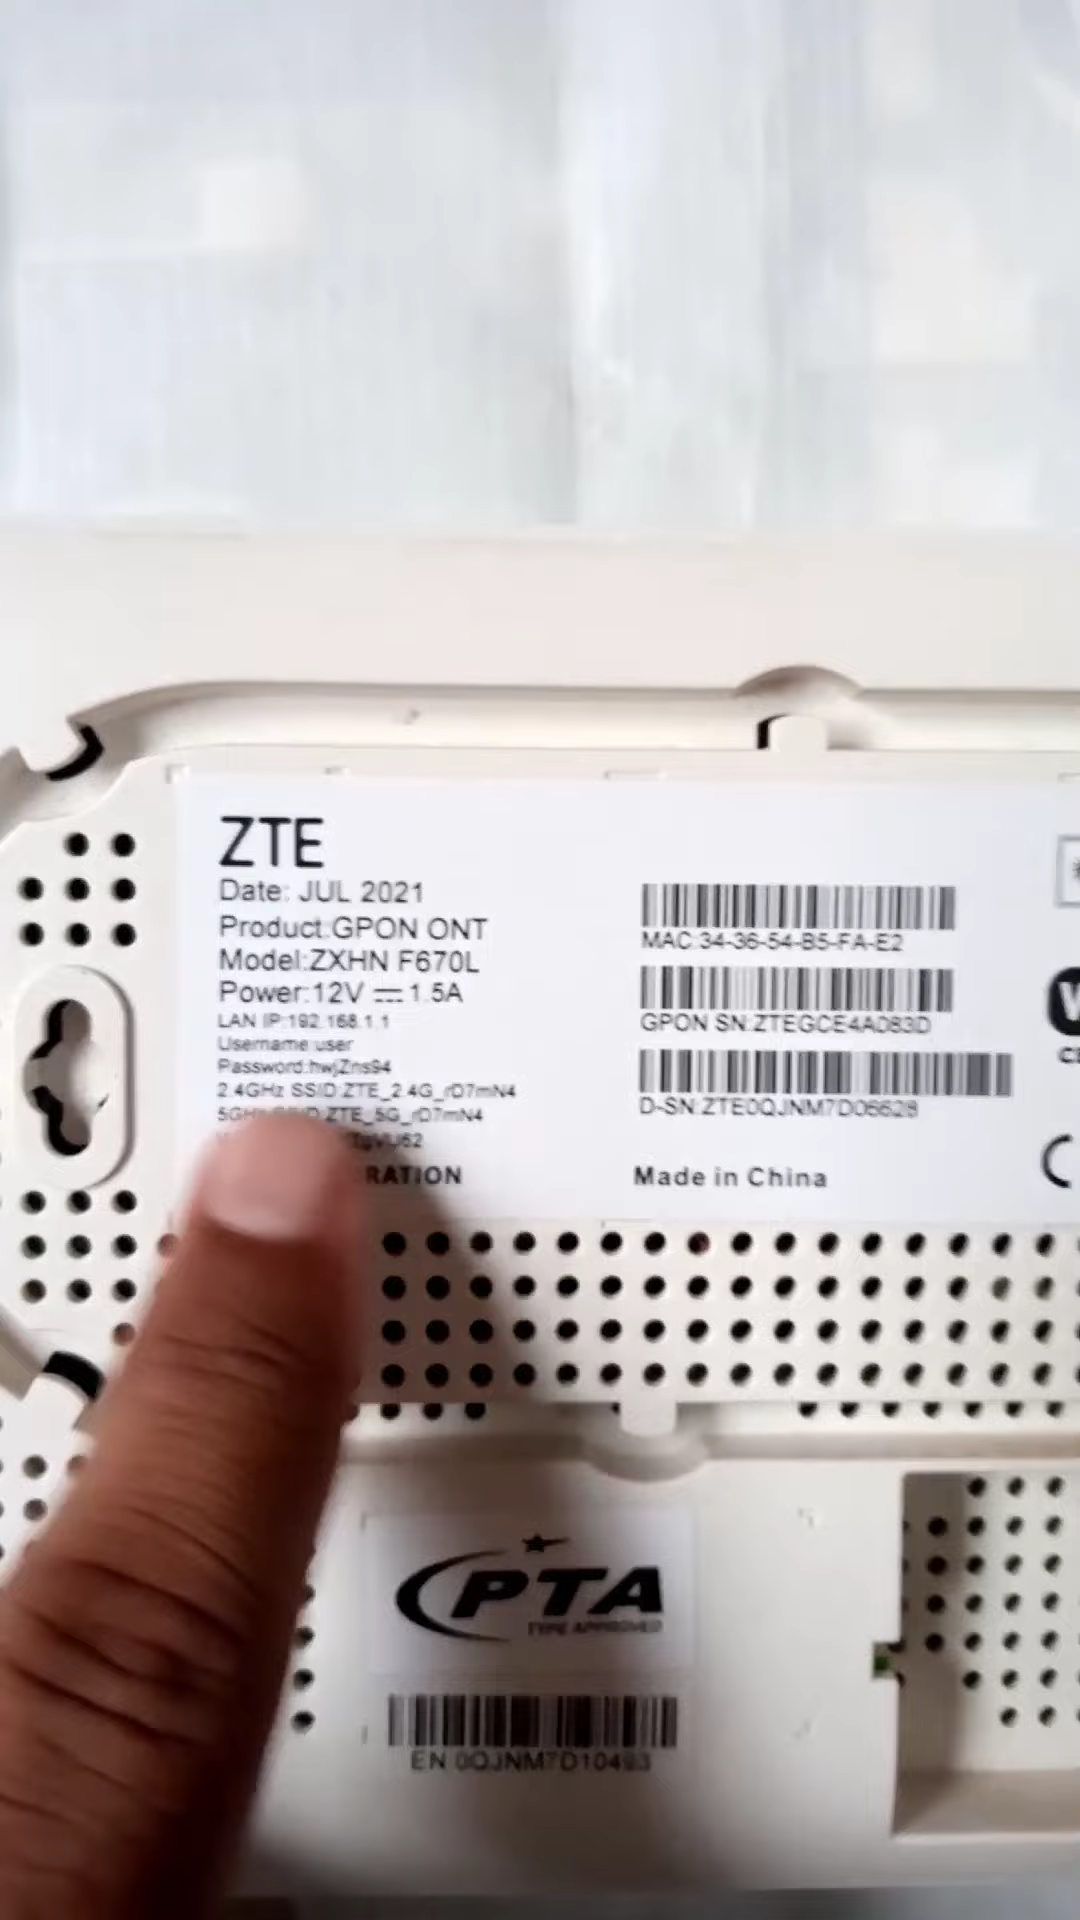 ZTE
Date: JUL 2021
Product:GPON ONT
Model:ZXHN F670L
Power:12V 1.5A
LAN IP:192.168.1.1
Username:user
Password:hwjZns94
2.4GHz SSID:ZTE_2.4G_rD7mN4
ZTE_5G_rD7mN4
RATION
MAC:34-36-54-B5-FA-E2
GPON SN:ZTEGCE4A083D
D-SN:ZTE0QJNM7D06628
Made in China
PTA
TYPE APPROVED
EN 0QJNM7D10493